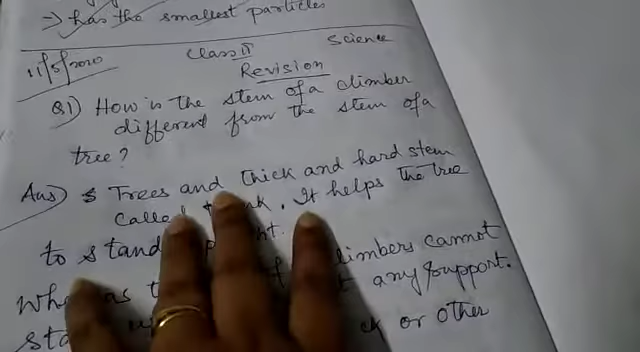 → has the smallest particles
11/5/2020 Class II Science
Revision
Q1) How is the stem of a climber
different from the stem of a
tree?
Ans) Trees and thick and hard stem
called. It helps the tree
to stand
climbers cannot
any support.
or other